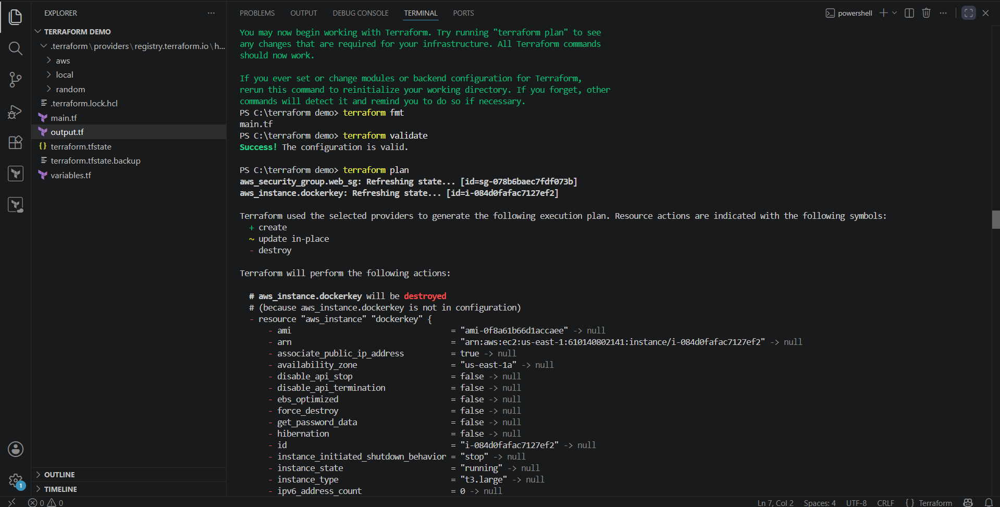 EXPLORER
···
TERRAFORM DEMO
.terraform\providers\registry.terraform.io\h...
aws
local
random
.terraform.lock.hcl
main.tf
output.tf
terraform.tfstate
terraform.tfstate.backup
variables.tf
OUTLINE
TIMELINE
1
PROBLEMS OUTPUT DEBUG CONSOLE TERMINAL PORTS
powershell
You may now begin working with Terraform. Try running "terraform plan" to see
any changes that are required for your infrastructure. All Terraform commands
should now work.
If you ever set or change modules or backend configuration for Terraform,
rerun this command to reinitialize your working directory. If you forget, other
commands will detect it and remind you to do so if necessary.
PS C:\terraform demo> terraform fmt
main.tf
PS C:\terraform demo> terraform validate
Success! The configuration is valid.
PS C:\terraform demo> terraform plan
aws_security_group.web_sg: Refreshing state... [id=sg-078b6baec7fdf073b]
aws_instance.dockerkey: Refreshing state... [id=i-084d0fafac7127ef2]
Terraform used the selected providers to generate the following execution plan. Resource actions are indicated with the following symbols:
+ create
~ update in-place
- destroy
Terraform will perform the following actions:
# aws_instance.dockerkey will be destroyed
# (because aws_instance.dockerkey is not in configuration)
- resource "aws_instance" "dockerkey" {
- ami = "ami-0f8a61b66d1accaee" -> null
- arn = "arn:aws:ec2:us-east-1:610140802141:instance/i-084d0fafac7127ef2" -> null
- associate_public_ip_address = true -> null
- availability_zone = "us-east-1a" -> null
- disable_api_stop = false -> null
- disable_api_termination = false -> null
- ebs_optimized = false -> null
- force_destroy = false -> null
- get_password_data = false -> null
- hibernation = false -> null
- id = "i-084d0fafac7127ef2" -> null
- instance_initiated_shutdown_behavior = "stop" -> null
- instance_state = "running" -> null
- instance_type = "t3.large" -> null
- ipv6_address_count = 0 -> null
0 0
Ln 7, Col 2 Spaces: 4 UTF-8 CRLF { } Terraform